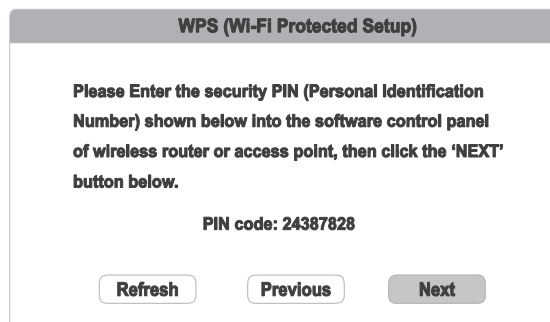 WPS (Wi-Fi Protected Setup)
Please Enter the security PIN (Personal Identification
Number) shown below into the software control panel
of wireless router or access point, then click the ‘NEXT’
button below.
PIN code: 24387828
Refresh Previous Next